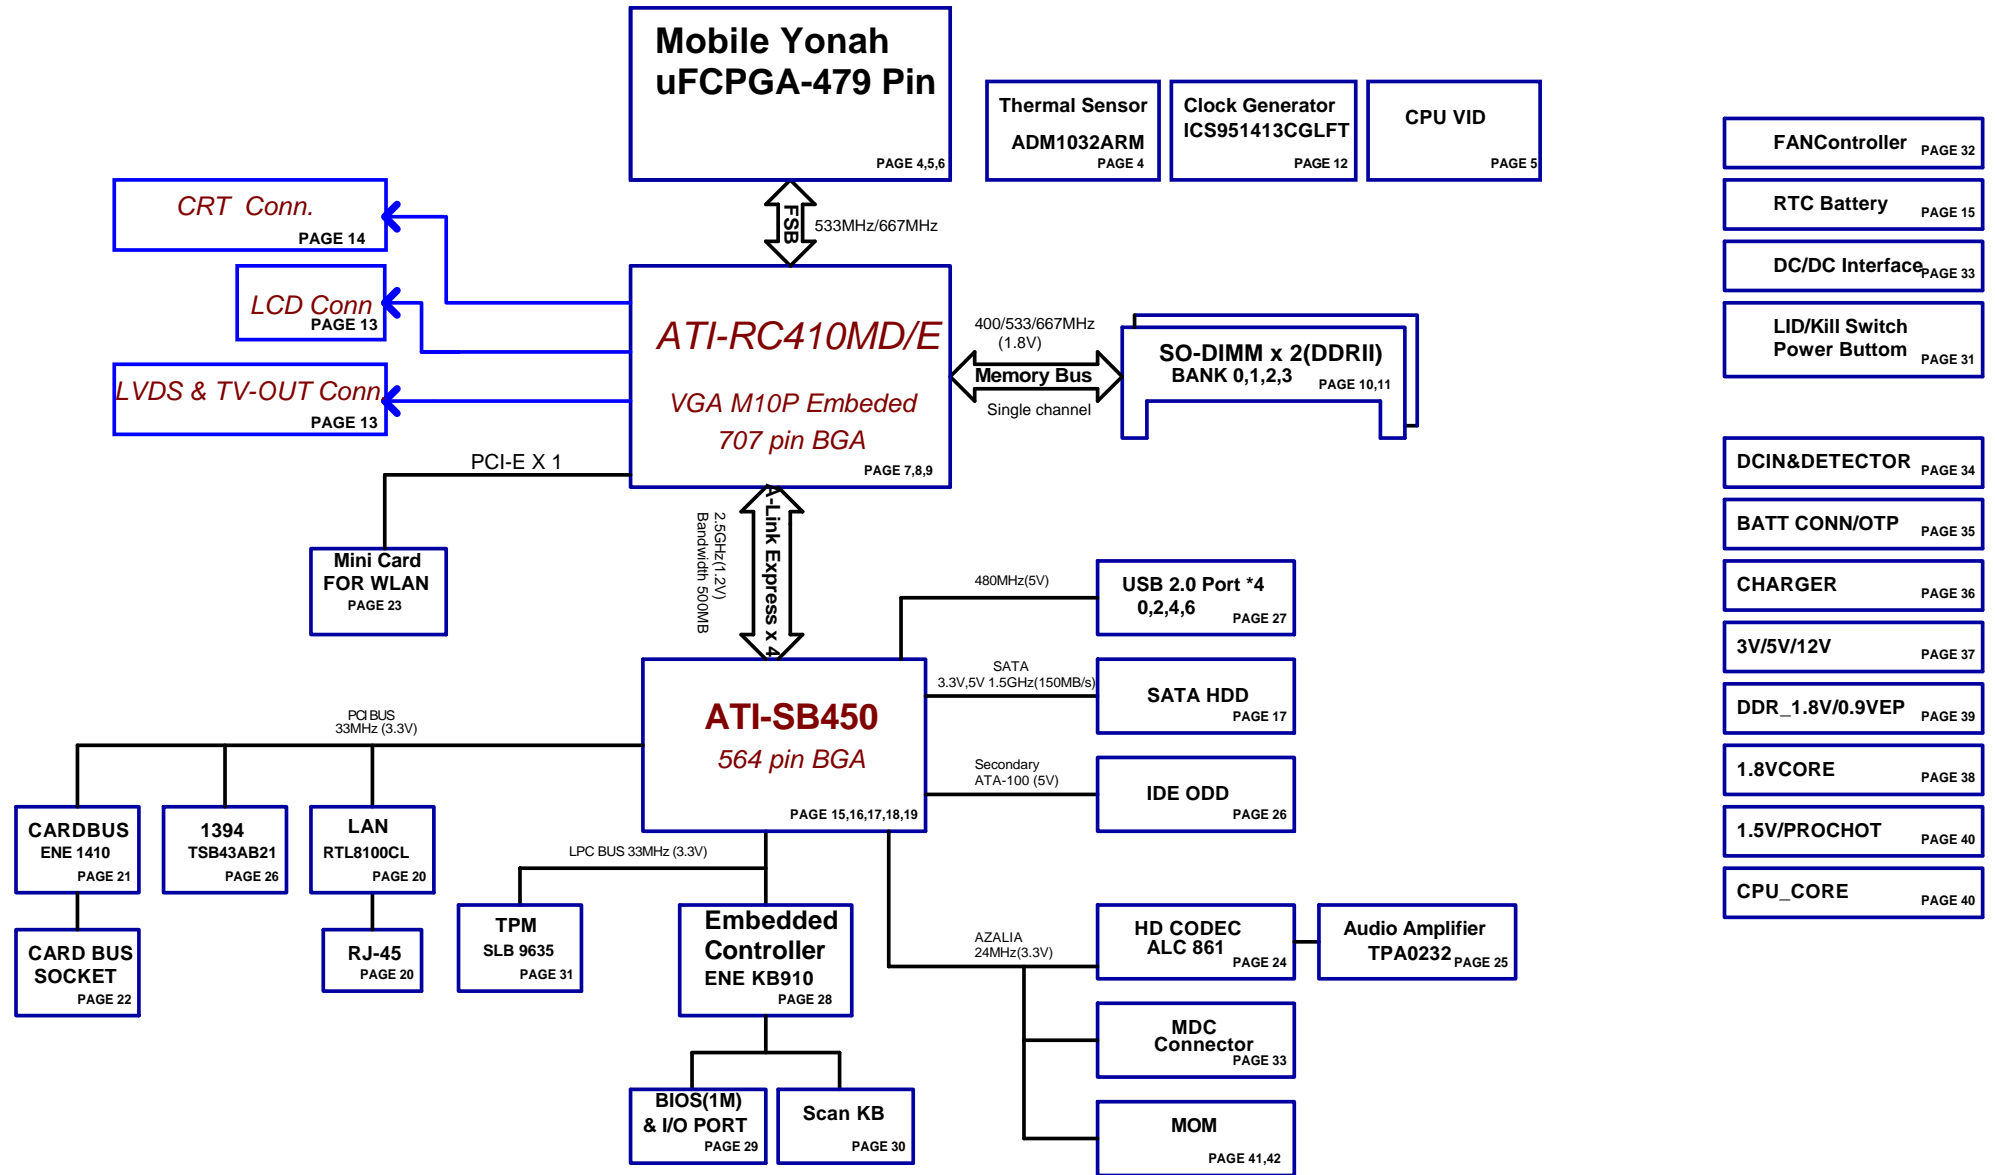 Mobile Yonah
uFCPGA-479 Pin
PAGE 4,5,6
Thermal Sensor
ADM1032ARM
PAGE 4
Clock Generator
ICS951413CGLFT
PAGE 12
CPU VID
PAGE 5
FANController PAGE 32
RTC Battery PAGE 15
DC/DC Interface PAGE 33
LID/Kill Switch
Power Buttom PAGE 31
CRT Conn.
PAGE 14
LCD Conn
PAGE 13
LVDS & TV-OUT Conn.
PAGE 13
FSB
533MHz/667MHz
ATI-RC410MD/E
VGA M10P Embeded
707 pin BGA
PAGE 7,8,9
400/533/667MHz
(1.8V)
Memory Bus
Single channel
SO-DIMM x 2(DDRII)
BANK 0,1,2,3 PAGE 10,11
PCI-E X 1
Mini Card
FOR WLAN
PAGE 23
A-Link Express x 4
2.5GHz(1.2V)
Bandwidth 500MB
DCIN&DETECTOR PAGE 34
BATT CONN/OTP PAGE 35
CHARGER PAGE 36
3V/5V/12V PAGE 37
DDR_1.8V/0.9VEP PAGE 39
1.8VCORE PAGE 38
1.5V/PROCHOT PAGE 40
CPU_CORE PAGE 40
480MHz(5V)
USB 2.0 Port *4
0,2,4,6
PAGE 27
SATA
3.3V,5V 1.5GHz(150MB/s)
SATA HDD
PAGE 17
ATI-SB450
564 pin BGA
PAGE 15,16,17,18,19
Secondary
ATA-100 (5V)
IDE ODD
PAGE 26
PCI BUS
33MHz (3.3V)
CARDBUS
ENE 1410
PAGE 21
1394
TSB43AB21
PAGE 26
LAN
RTL8100CL
PAGE 20
CARD BUS
SOCKET
PAGE 22
RJ-45
PAGE 20
LPC BUS 33MHz (3.3V)
TPM
SLB 9635
PAGE 31
Embedded
Controller
ENE KB910
PAGE 28
BIOS(1M)
& I/O PORT
PAGE 29
Scan KB
PAGE 30
AZALIA
24MHz(3.3V)
HD CODEC
ALC 861
PAGE 24
Audio Amplifier
TPA0232 PAGE 25
MDC
Connector
PAGE 33
MOM
PAGE 41,42